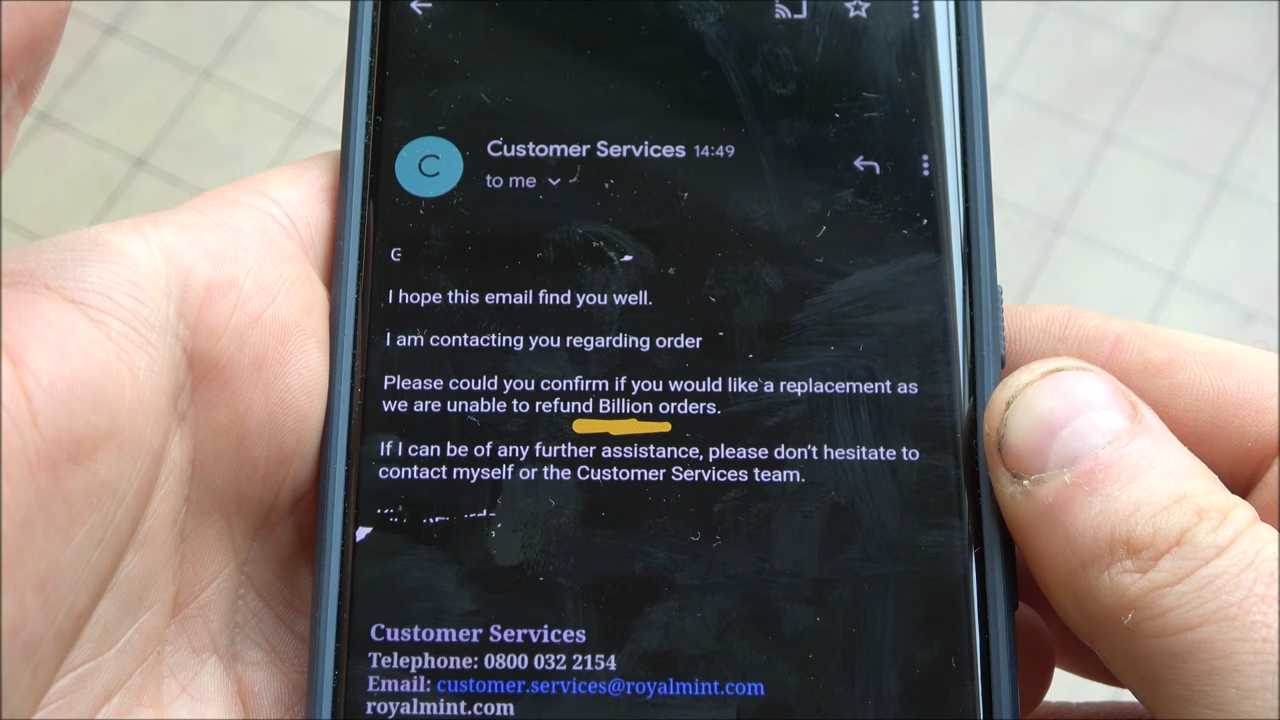 C
Customer Services 14:49
to me
G
I hope this email find you well.
I am contacting you regarding order
Please could you confirm if you would like a replacement as
we are unable to refund Billion orders.
If I can be of any further assistance, please don't hesitate to
contact myself or the Customer Services team.
Customer Services
Telephone: 0800 032 2154
Email: customer.services@royalmint.com
royalmint.com